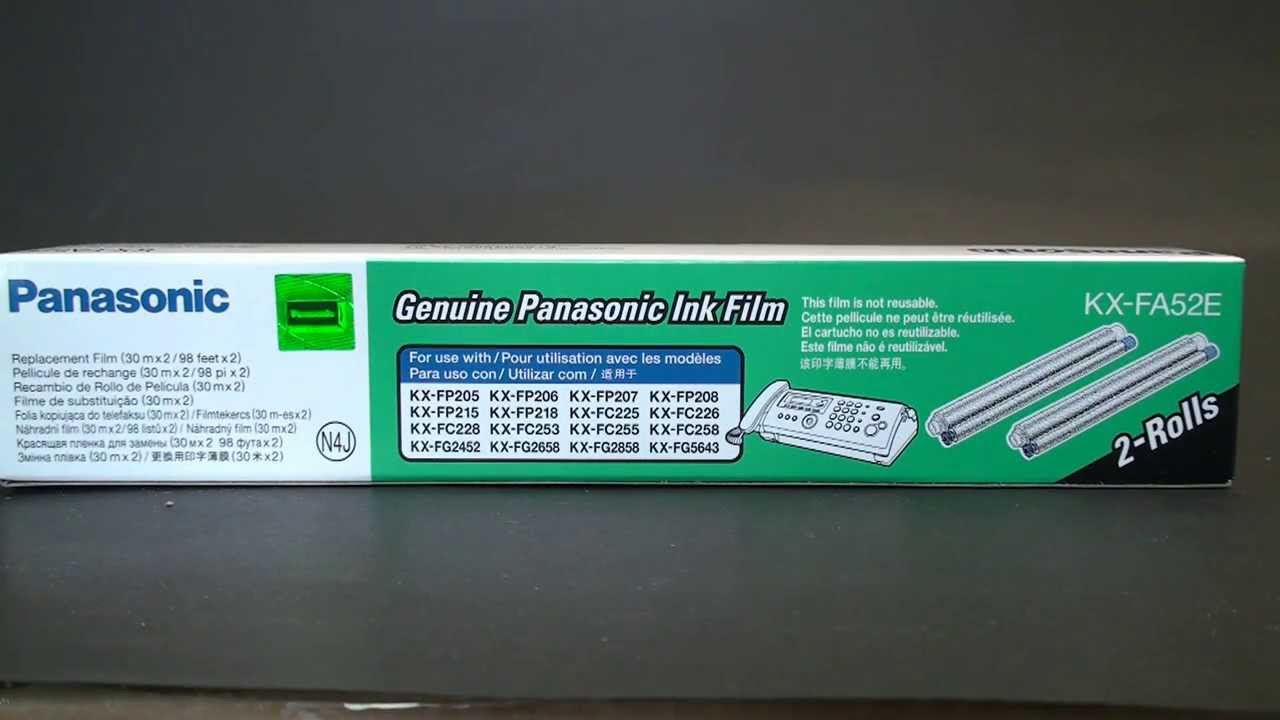 Panasonic
Panasonic
Replacement Film (30 m x 2 / 98 feet x 2)
Pellicule de rechange (30 m x 2 / 98 pi x 2)
Recambio de Rollo de Película (30 m x 2)
Filme de substituição (30 m x 2)
Folia kopiująca do telefaksu (30 m x 2) / Filmtekercs (30 m-es x 2)
Náhradní film (30 m x 2 / 98 listů x 2) / Náhradný film (30 m x 2)
Красящая пленка для замены (30 м x 2 98 фута x 2)
Змінна плівка (30 m x 2) / 更換用印字薄膜 (30 米 x 2)
N4J
Genuine Panasonic Ink Film
For use with / Pour utilisation avec les modèles
Para uso con / Utilizar com / 适用于
KX-FP205 KX-FP206 KX-FP207 KX-FP208
KX-FP215 KX-FP218 KX-FC225 KX-FC226
KX-FC228 KX-FC253 KX-FC255 KX-FC258
KX-FG2452 KX-FG2658 KX-FG2858 KX-FG5643
This film is not reusable.
Cette pellicule ne peut être réutilisée.
El cartucho no es reutilizable.
Este filme não é reutilizável.
该印字薄膜不能再用。
KX-FA52E
2-Rolls
Panasonic